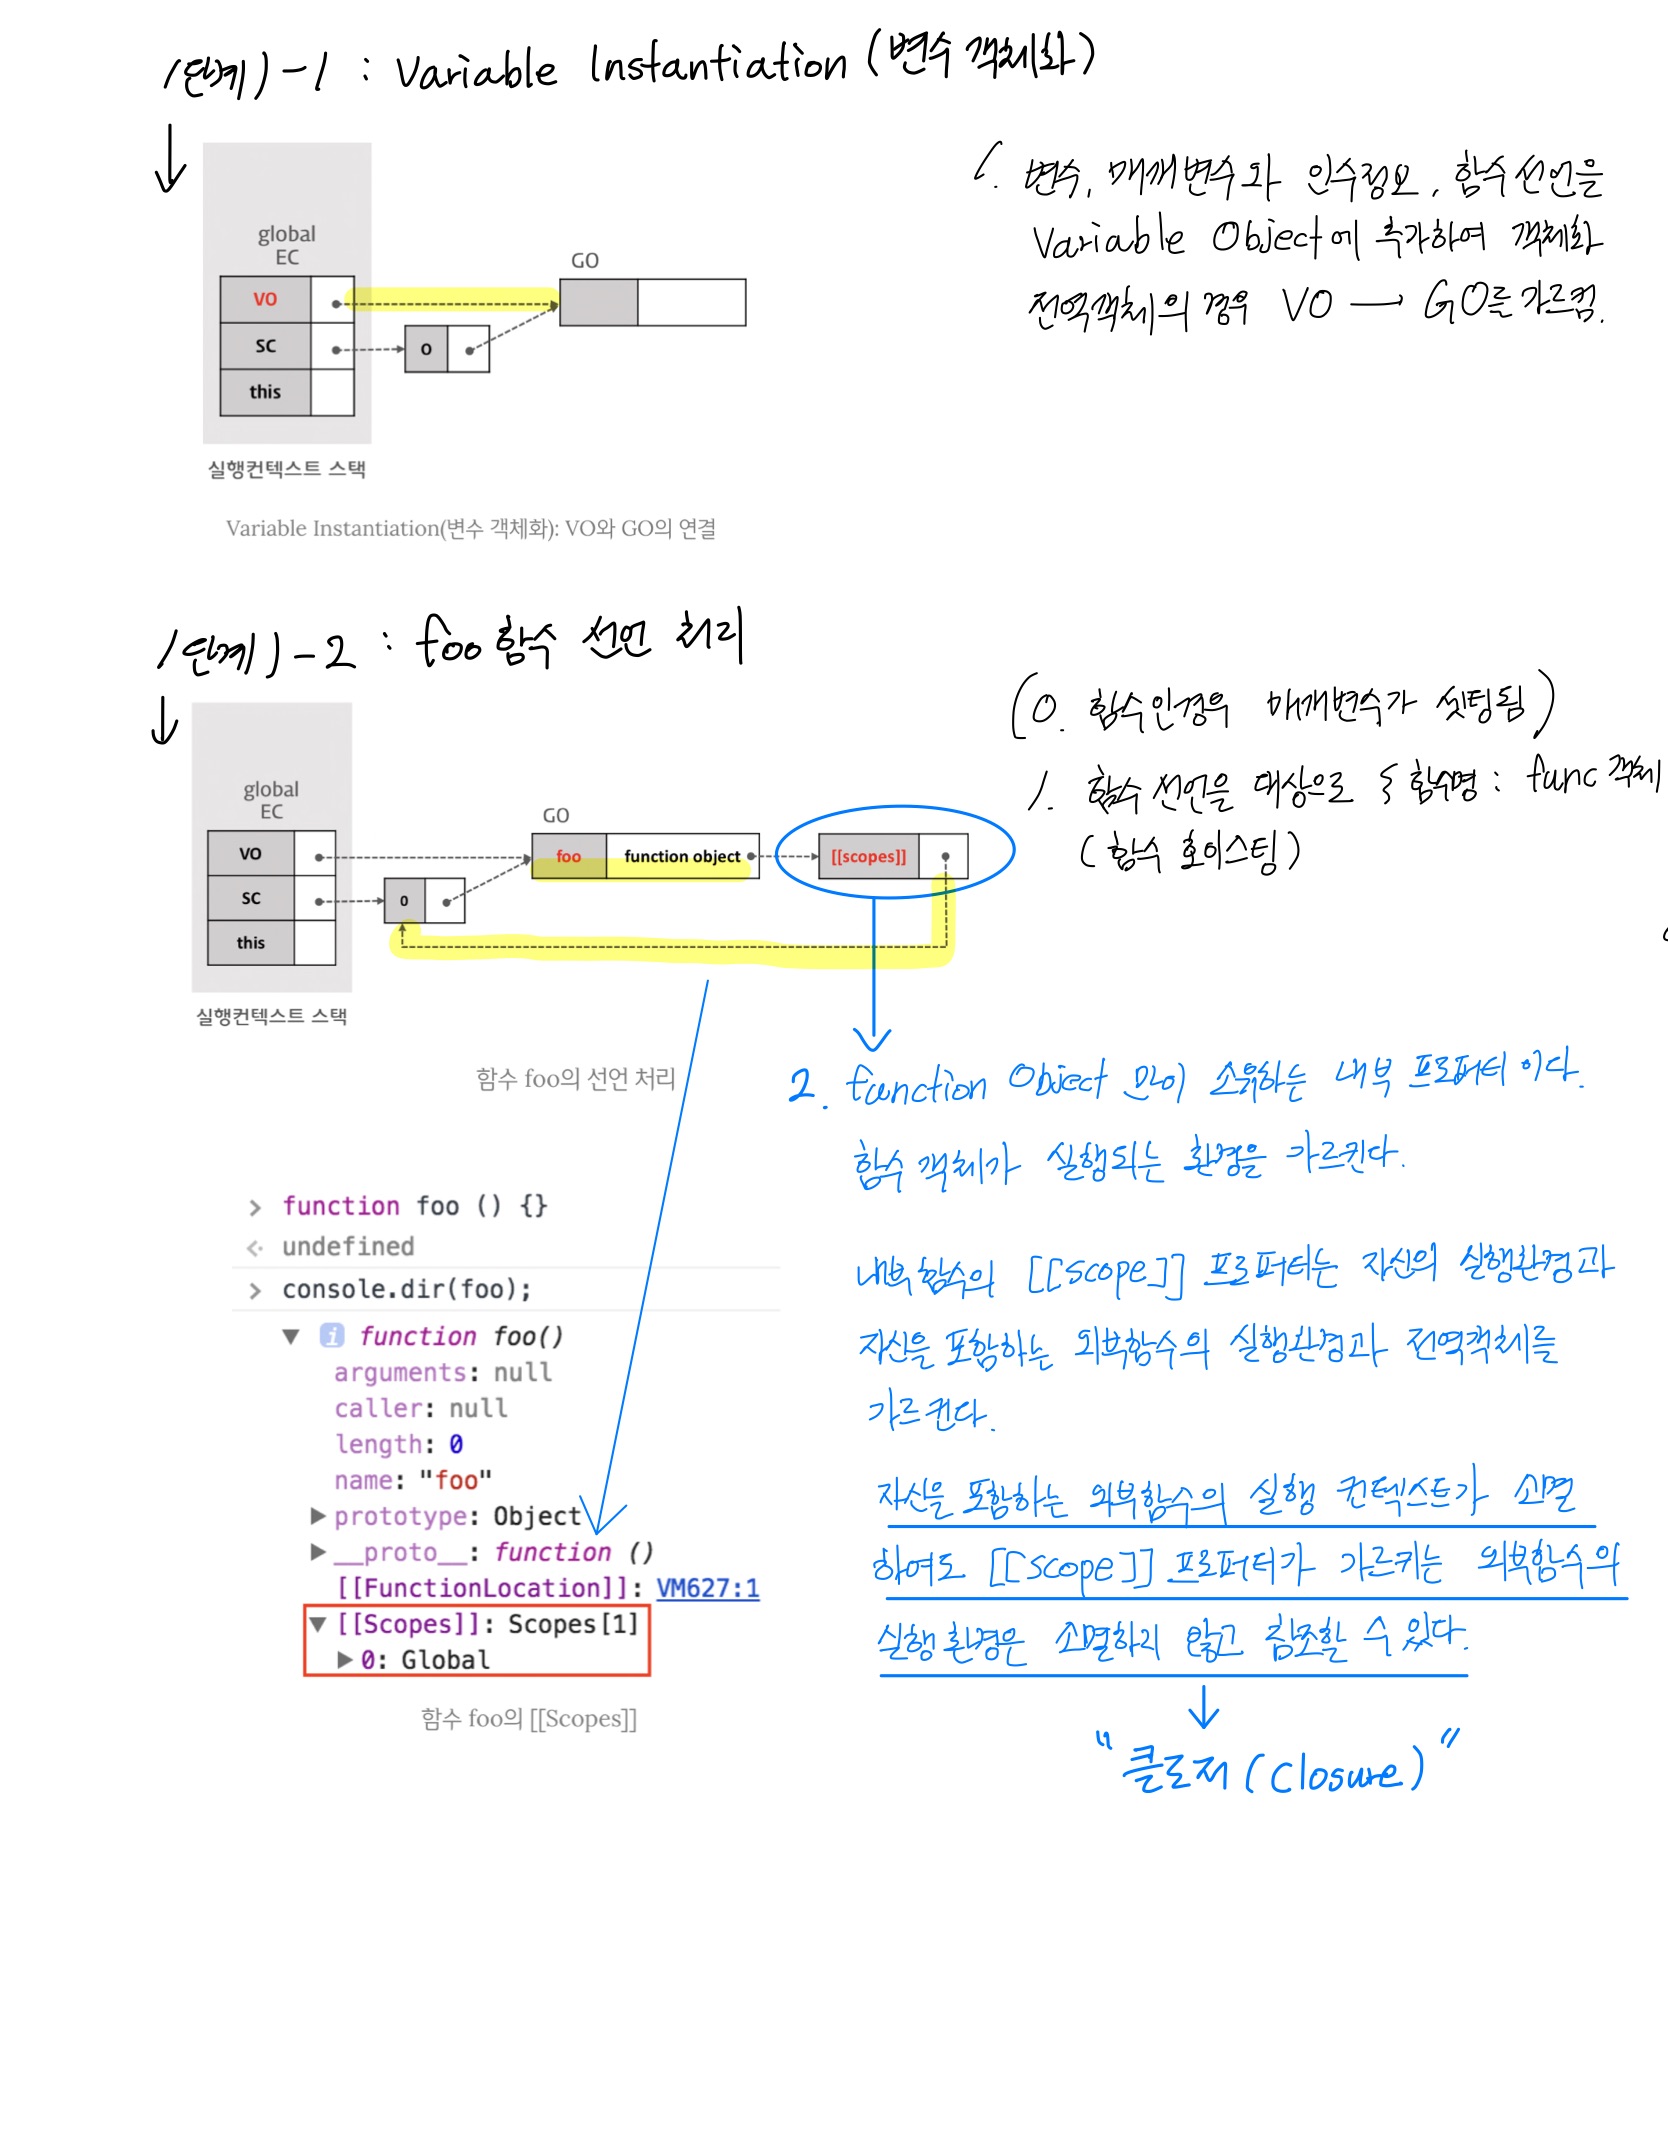 1단계)-1 : Variable Instantiation (변수 객체화)
1. 변수, 매개변수와 인수정보, 함수선언을
Variable Object에 추가하여 객체화
전역객체의 경우 VO → GO를 가르킴.
global
EC
VO
SC
this
0
GO
실행컨텍스트 스택
Variable Instantiation(변수 객체화): VO와 GO의 연결
1단계)-2 : foo함수 선언 처리
(0. 함수인경우 매개변수가 셋팅됨)
1. 함수 선언을 대상으로 { 함수명 : func 객체
(함수 호이스팅)
global
EC
VO
SC
this
0
GO
foo
function object
[[scopes]]
실행컨텍스트 스택
함수 foo의 선언 처리
2. function Object 만이 소유하는 내부 프로퍼티 이다.
함수 객체가 실행되는 환경을 가르킨다.
내부함수의 [[scope]] 프로퍼티는 자신의 실행환경과
자신을 포함하는 외부함수의 실행환경과 전역객체를
가르킨다.
자신을 포함하는 외부함수의 실행 컨텍스트가 소멸
하여도 [[scope]] 프로퍼티가 가르키는 외부함수의
실행환경은 소멸하지 않고 참조할 수 있다.
"클로저 (Closure)"
> function foo () {}
undefined
> console.dir(foo);
▼ i function foo()
arguments: null
caller: null
length: 0
name: "foo"
▶ prototype: Object
▶ __proto__: function ()
[[FunctionLocation]]: VM627:1
▼ [[Scopes]]: Scopes[1]
▶ 0: Global
함수 foo의 [[Scopes]]